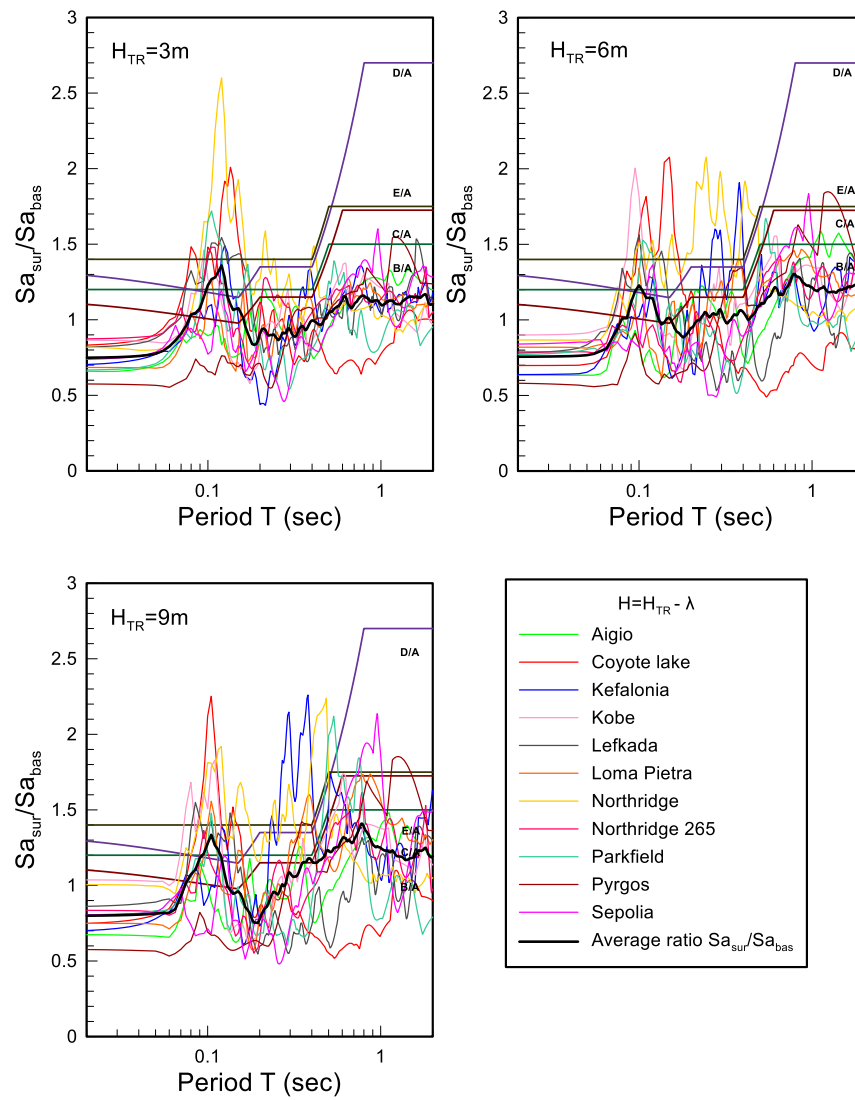 H_TR=3m
Sa_sur/Sa_bas
3
2.5
2
1.5
1
0.5
0
D/A
E/A
C/A
B/A
0.1
1
Period T (sec)
H_TR=6m
Sa_sur/Sa_bas
3
2.5
2
1.5
1
0.5
0
D/A
E/A
C/A
B/A
0.1
1
Period T (sec)
H_TR=9m
Sa_sur/Sa_bas
3
2.5
2
1.5
1
0.5
0
D/A
E/A
C/A
B/A
0.1
1
Period T (sec)
H=H_TR - λ
Aigio
Coyote lake
Kefalonia
Kobe
Lefkada
Loma Pietra
Northridge
Northridge 265
Parkfield
Pyrgos
Sepolia
Average ratio Sa_sur/Sa_bas